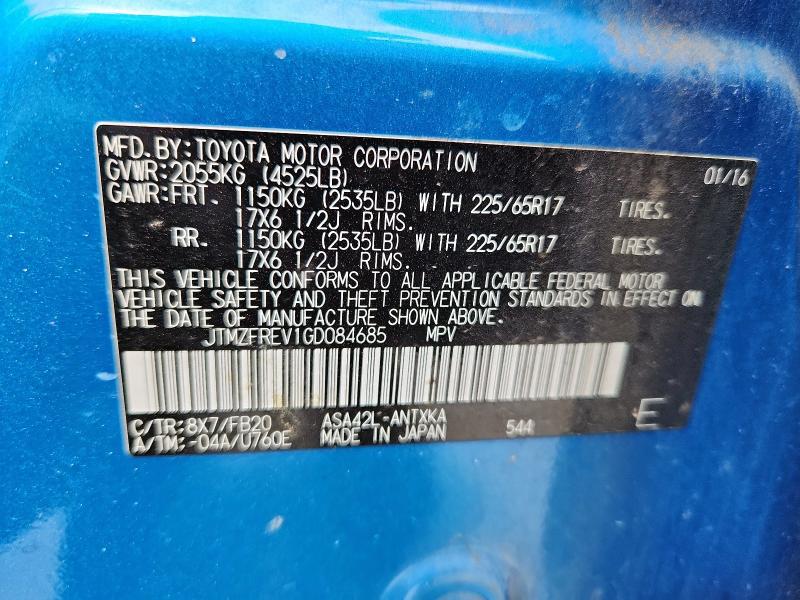 MFD. BY: TOYOTA MOTOR CORPORATION 01/16
GVWR: 2055KG (4525LB)
GAWR: FRT. 1150KG (2535LB) WITH 225/65R17 TIRES.
17X6 1/2J RIMS.
RR. 1150KG (2535LB) WITH 225/65R17 TIRES.
17X6 1/2J RIMS.
THIS VEHICLE CONFORMS TO ALL APPLICABLE FEDERAL MOTOR
VEHICLE SAFETY AND THEFT PREVENTION STANDARDS IN EFFECT ON
THE DATE OF MANUFACTURE SHOWN ABOVE.
JTMZFREV1GD084685 MPV
C/TR: 8X7/FB20 ASA42L-ANTXKA
A/TM: -04A/U760E MADE IN JAPAN 544 E